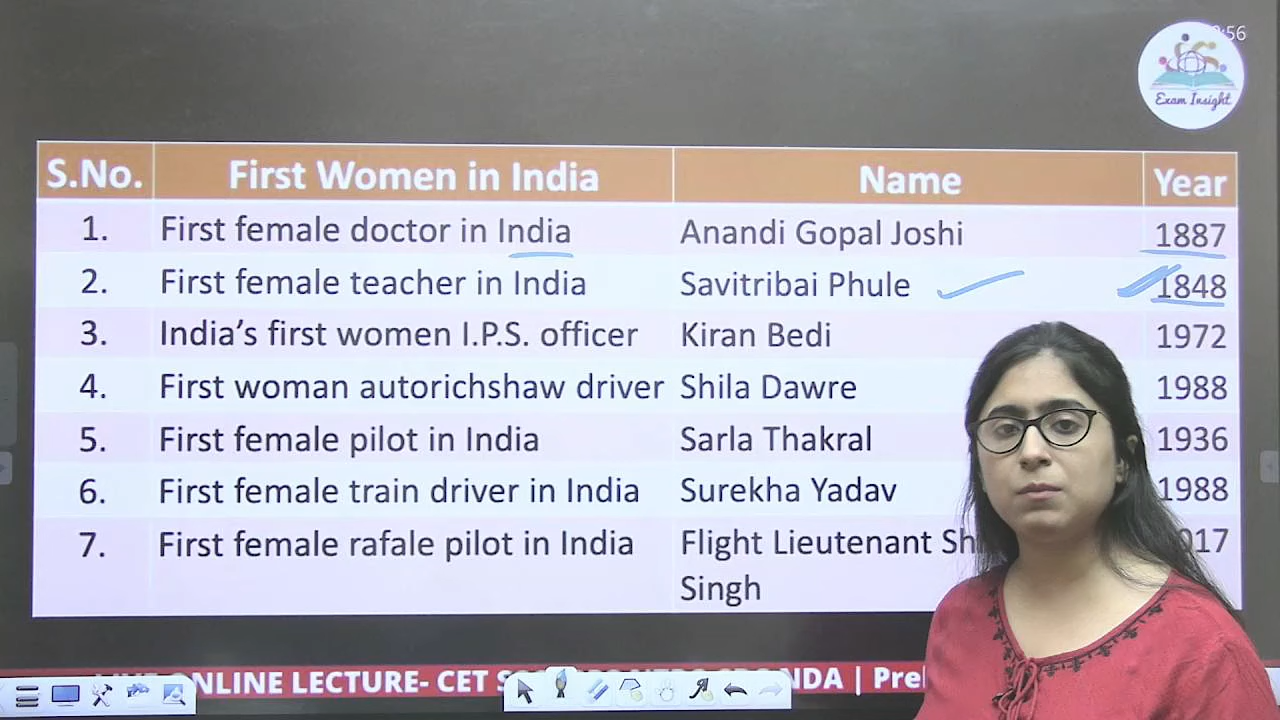 :56
Exam Insight
S.No. First Women in India Name Year
1. First female doctor in India Anandi Gopal Joshi 1887
2. First female teacher in India Savitribai Phule 1848
3. India's first women I.P.S. officer Kiran Bedi 1972
4. First woman autorichshaw driver Shila Dawre 1988
5. First female pilot in India Sarla Thakral 1936
6. First female train driver in India Surekha Yadav 1988
7. First female rafale pilot in India Flight Lieutenant Sh 017
Singh
ONLINE LECTURE- CET | Prel